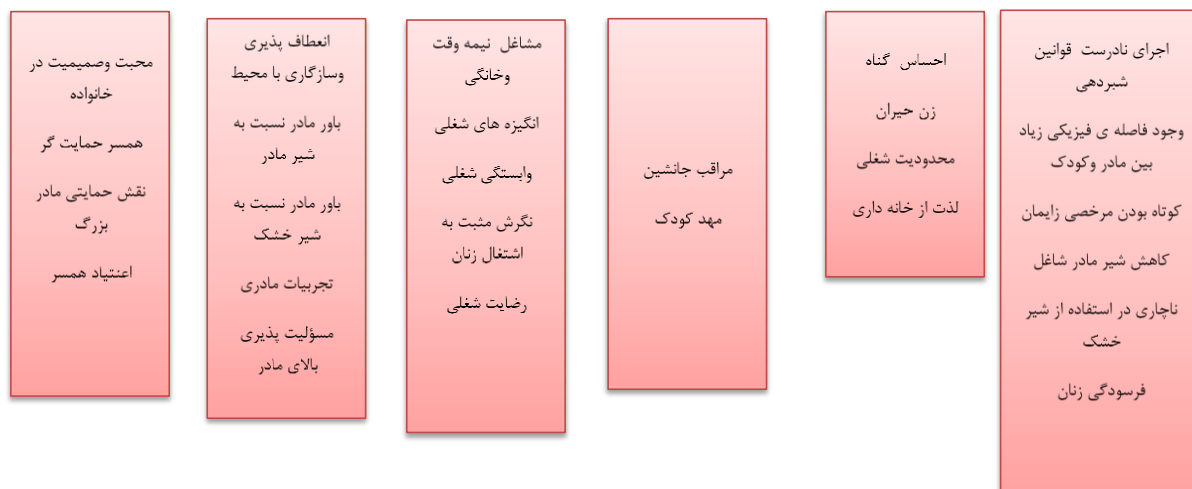 اجرای نادرست قوانین
شیردهی
وجود فاصله ی فیزیکی زیاد
بین مادر وکودک
کوتاه بودن مرخصی زایمان
کاهش شیر مادر شاغل
ناچاری در استفاده از شیر
خشک
فرسودگی زنان
احساس گناه
زن حیران
محدودیت شغلی
لذت از خانه داری
مراقب جانشین
مهد کودک
مشاغل نیمه وقت
وخانگی
انگیزه های شغلی
وابستگی شغلی
نگرش مثبت به
اشتغال زنان
رضایت شغلی
انعطاف پذیری
وسازگاری با محیط
باور مادر نسبت به
شیر مادر
باور مادر نسبت به
شیر خشک
تجربیات مادری
مسؤلیت پذیری
بالای مادر
محبت وصمیمیت در
خانواده
همسر حمایت گر
نقش حمایتی مادر
بزرگ
اعتیاد همسر